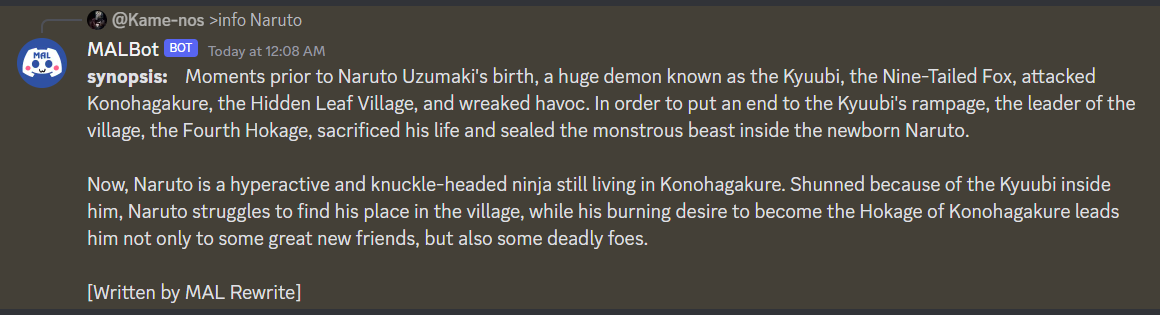 @Kame-nos >info Naruto
MAL
MALBot BOT Today at 12:08 AM
synopsis: Moments prior to Naruto Uzumaki's birth, a huge demon known as the Kyuubi, the Nine-Tailed Fox, attacked
Konohagakure, the Hidden Leaf Village, and wreaked havoc. In order to put an end to the Kyuubi's rampage, the leader of the
village, the Fourth Hokage, sacrificed his life and sealed the monstrous beast inside the newborn Naruto.
Now, Naruto is a hyperactive and knuckle-headed ninja still living in Konohagakure. Shunned because of the Kyuubi inside
him, Naruto struggles to find his place in the village, while his burning desire to become the Hokage of Konohagakure leads
him not only to some great new friends, but also some deadly foes.
[Written by MAL Rewrite]